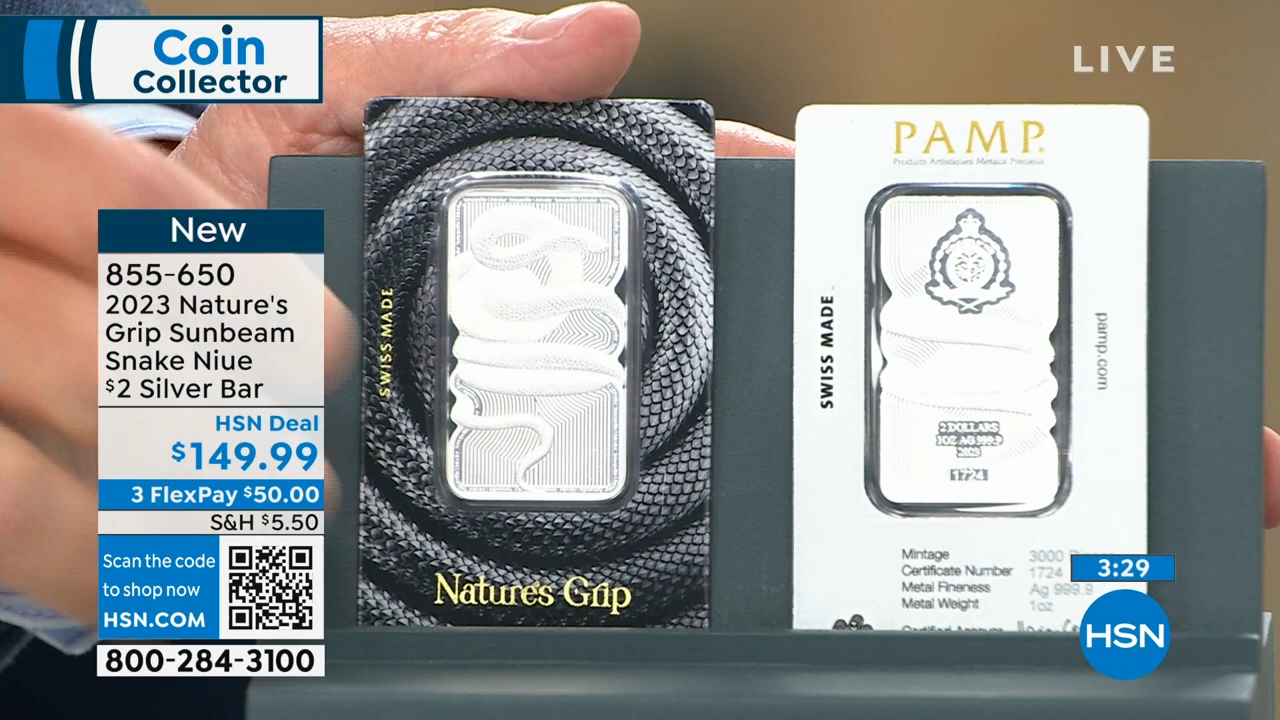 Coin
Collector
LIVE
New
855-650
2023 Nature's
Grip Sunbeam
Snake Niue
$2 Silver Bar
HSN Deal
$149.99
3 FlexPay $50.00
S&H $5.50
Scan the code
to shop now
HSN.COM
800-284-3100
SWISS MADE
Nature's Grip
PAMP.
Produits Artistiques Métaux Précieux
SWISS MADE
pamp.com
2 DOLLARS
1OZ AG 999.9
2023
1724
Mintage 3000
Certificate Number 1724
Metal Fineness Ag 999.9
Metal Weight 1oz
3:29
HSN